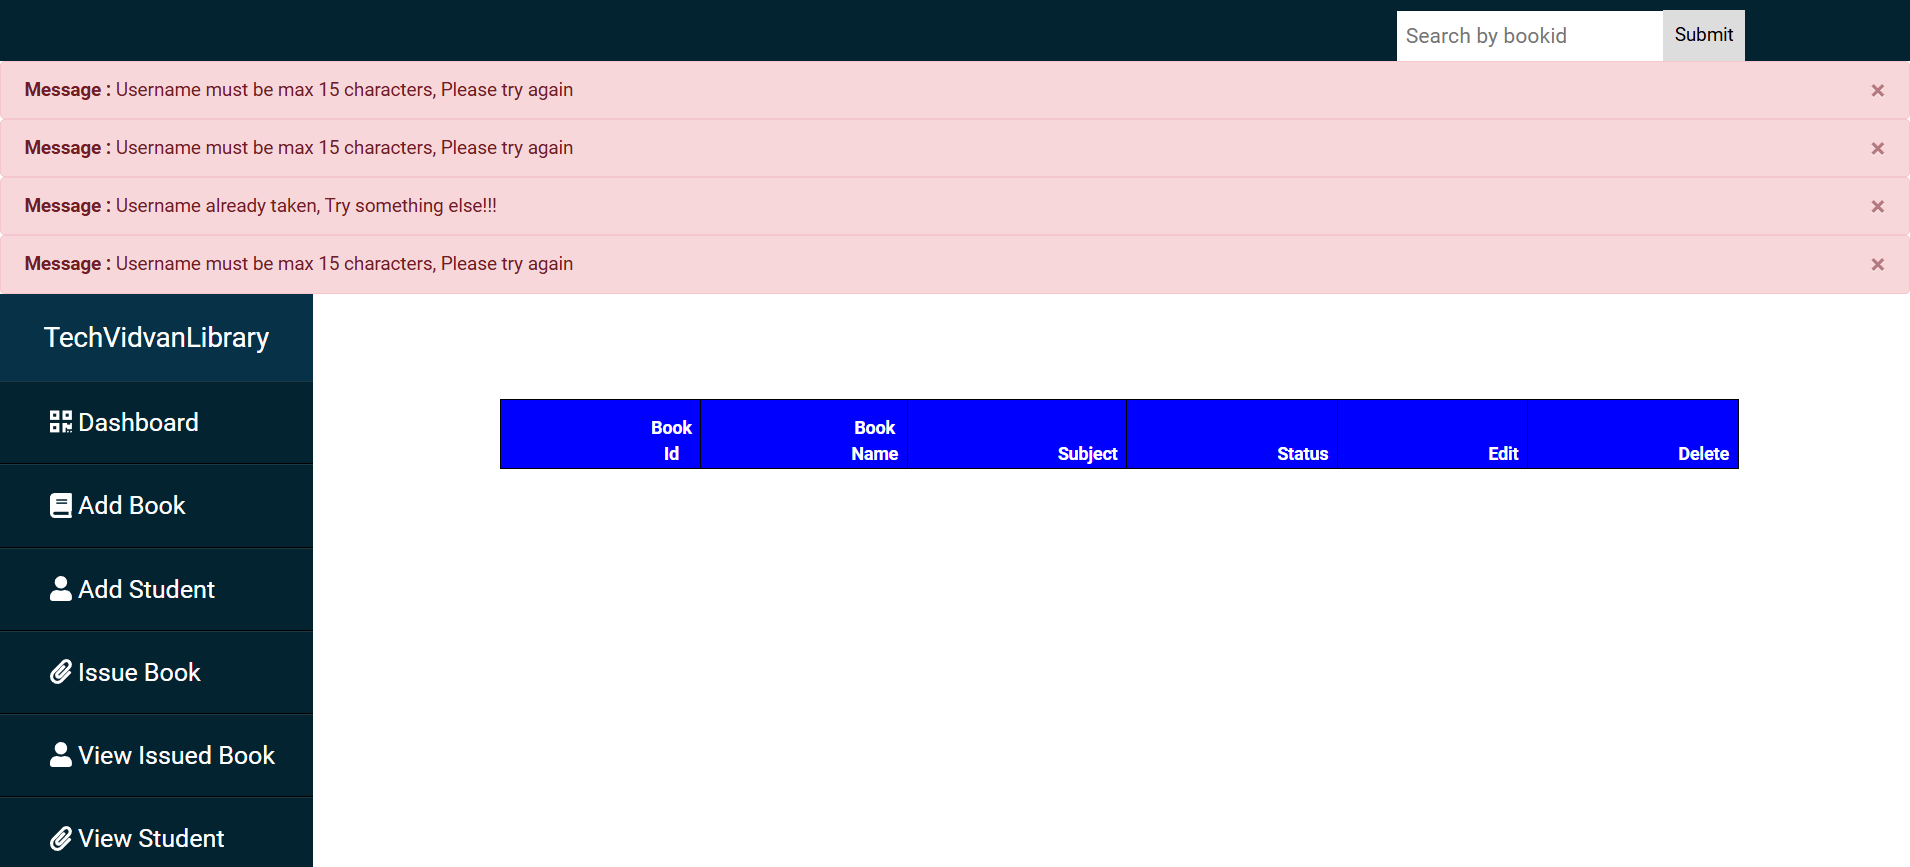 Search by bookid
Submit
Message : Username must be max 15 characters, Please try again
×
Message : Username must be max 15 characters, Please try again
×
Message : Username already taken, Try something else!!!
×
Message : Username must be max 15 characters, Please try again
×
TechVidvanLibrary
Dashboard
Add Book
Add Student
Issue Book
View Issued Book
View Student
Book
Id
Book
Name
Subject
Status
Edit
Delete